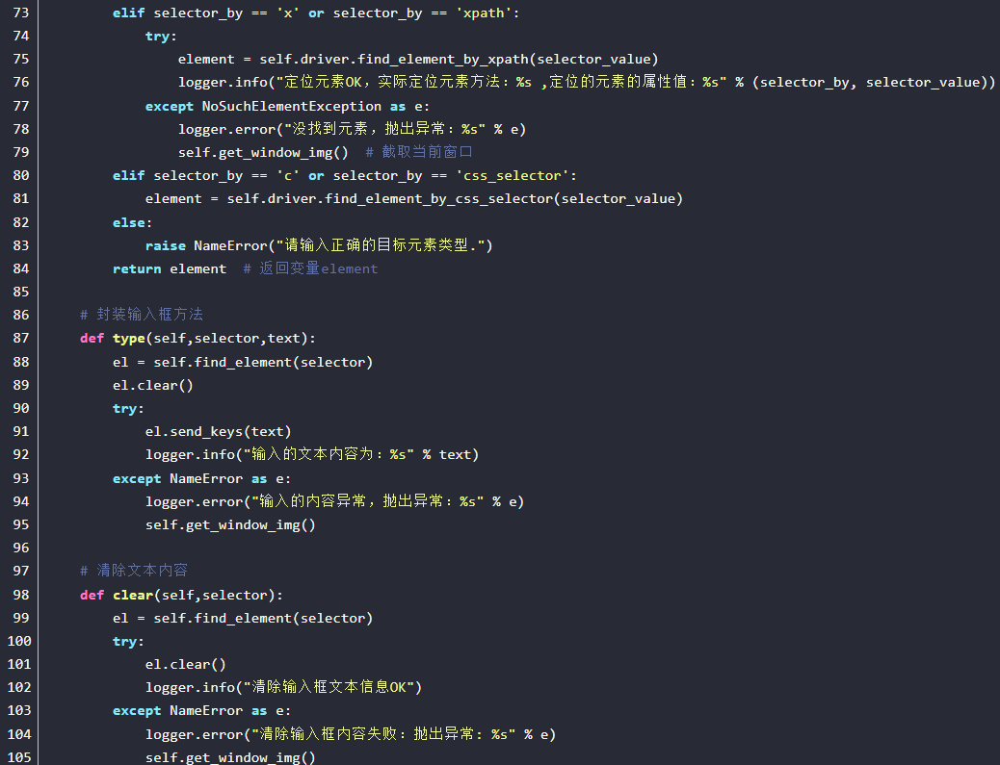 73 elif selector_by == 'x' or selector_by == 'xpath':
74 try:
75 element = self.driver.find_element_by_xpath(selector_value)
76 logger.info("定位元素OK，实际定位元素方法：%s ,定位的元素的属性值：%s" % (selector_by, selector_value))
77 except NoSuchElementException as e:
78 logger.error("没找到元素，抛出异常：%s" % e)
79 self.get_window_img()  # 截取当前窗口
80 elif selector_by == 'c' or selector_by == 'css_selector':
81 element = self.driver.find_element_by_css_selector(selector_value)
82 else:
83 raise NameError("请输入正确的目标元素类型.")
84 return element  # 返回变量element
85
86 # 封装输入框方法
87 def type(self,selector,text):
88 el = self.find_element(selector)
89 el.clear()
90 try:
91 el.send_keys(text)
92 logger.info("输入的文本内容为：%s" % text)
93 except NameError as e:
94 logger.error("输入的内容异常，抛出异常：%s" % e)
95 self.get_window_img()
96
97 # 清除文本内容
98 def clear(self,selector):
99 el = self.find_element(selector)
100 try:
101 el.clear()
102 logger.info("清除输入框文本信息OK")
103 except NameError as e:
104 logger.error("清除输入框内容失败：抛出异常: %s" % e)
105 self.get_window_img()